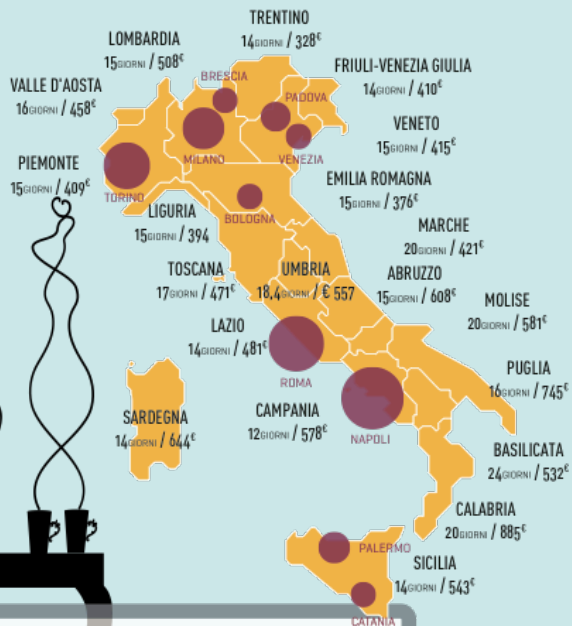 TRENTINO
14GIORNI / 328€
LOMBARDIA
15GIORNI / 508€
BRESCIA
FRIULI-VENEZIA GIULIA
14GIORNI / 410€
VALLE D'AOSTA
16GIORNI / 458€
PADOVA
VENETO
15GIORNI / 415€
MILANO
VENEZIA
PIEMONTE
15GIORNI / 409€
TORINO
EMILIA ROMAGNA
15GIORNI / 376€
LIGURIA
15GIORNI / 394
BOLOGNA
MARCHE
20GIORNI / 421€
TOSCANA
17GIORNI / 471€
UMBRIA
18,4GIORNI / € 557
ABRUZZO
15GIORNI / 608€
MOLISE
20GIORNI / 581€
LAZIO
14GIORNI / 481€
ROMA
PUGLIA
16GIORNI / 745€
CAMPANIA
12GIORNI / 578€
NAPOLI
SARDEGNA
14GIORNI / 644€
BASILICATA
24GIORNI / 532€
CALABRIA
20GIORNI / 885€
PALERMO
SICILIA
14GIORNI / 543€
CATANIA